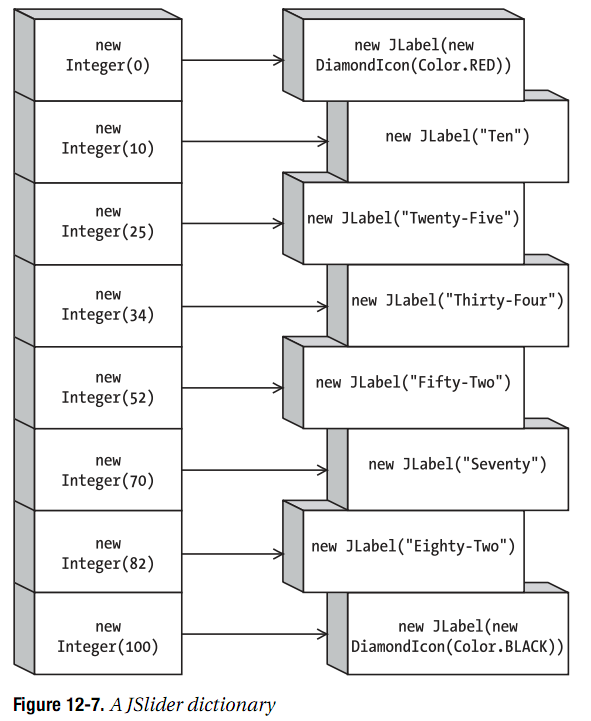 new
Integer(0)
new JLabel(new
DiamondIcon(Color.RED))
new
Integer(10)
new JLabel("Ten")
new
Integer(25)
new JLabel("Twenty-Five")
new
Integer(34)
new JLabel("Thirty-Four")
new
Integer(52)
new JLabel("Fifty-Two")
new
Integer(70)
new JLabel("Seventy")
new
Integer(82)
new JLabel("Eighty-Two")
new
Integer(100)
new JLabel(new
DiamondIcon(Color.BLACK))
Figure 12-7. A JSlider dictionary